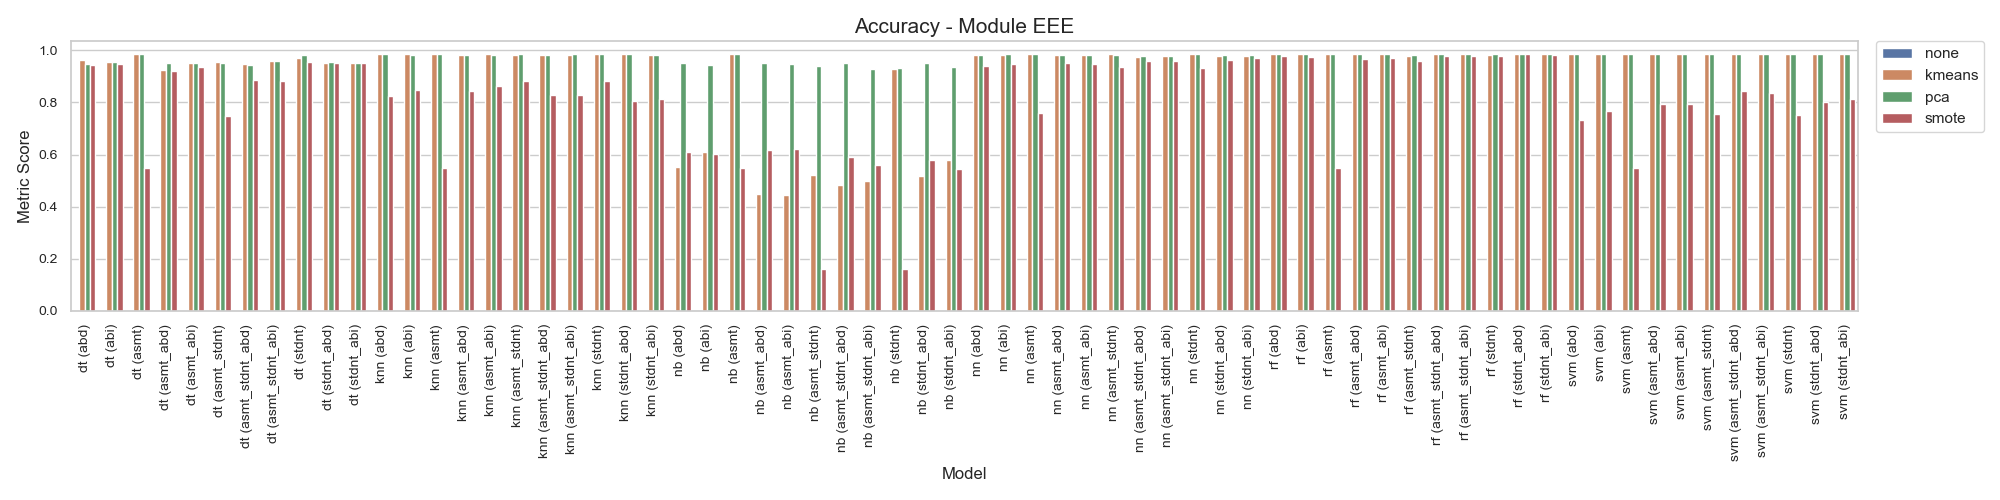 Accuracy - Module EEE
none
kmeans
pca
smote
Metric Score
1.0
0.8
0.6
0.4
0.2
0.0
dt (abd)
dt (abi)
dt (asmt)
dt (asmt_abd)
dt (asmt_abi)
dt (asmt_stdnt)
dt (asmt_stdnt_abd)
dt (asmt_stdnt_abi)
dt (stdnt)
dt (stdnt_abd)
dt (stdnt_abi)
knn (abd)
knn (abi)
knn (asmt)
knn (asmt_abd)
knn (asmt_abi)
knn (asmt_stdnt)
knn (asmt_stdnt_abd)
knn (asmt_stdnt_abi)
knn (stdnt)
knn (stdnt_abd)
knn (stdnt_abi)
nb (abd)
nb (abi)
nb (asmt)
nb (asmt_abd)
nb (asmt_abi)
nb (asmt_stdnt)
nb (asmt_stdnt_abd)
nb (asmt_stdnt_abi)
nb (stdnt)
nb (stdnt_abd)
nb (stdnt_abi)
nn (abd)
nn (abi)
nn (asmt)
nn (asmt_abd)
nn (asmt_abi)
nn (asmt_stdnt)
nn (asmt_stdnt_abd)
nn (asmt_stdnt_abi)
nn (stdnt)
nn (stdnt_abd)
nn (stdnt_abi)
rf (abd)
rf (abi)
rf (asmt)
rf (asmt_abd)
rf (asmt_abi)
rf (asmt_stdnt)
rf (asmt_stdnt_abd)
rf (asmt_stdnt_abi)
rf (stdnt)
rf (stdnt_abd)
rf (stdnt_abi)
svm (abd)
svm (abi)
svm (asmt)
svm (asmt_abd)
svm (asmt_abi)
svm (asmt_stdnt)
svm (asmt_stdnt_abd)
svm (asmt_stdnt_abi)
svm (stdnt)
svm (stdnt_abd)
svm (stdnt_abi)
Model